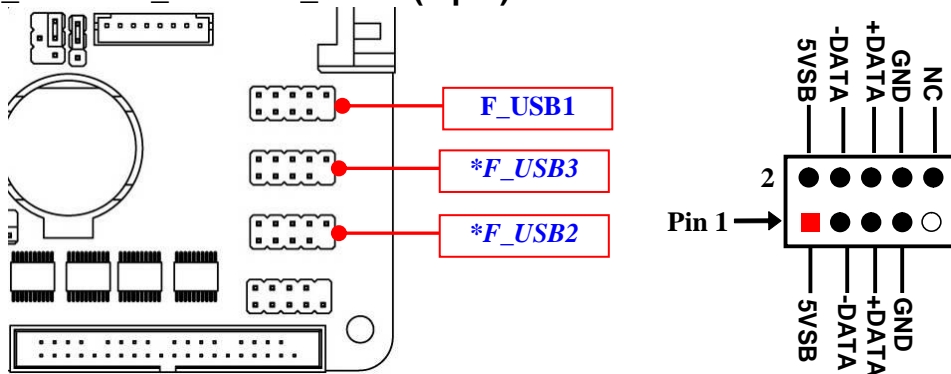 F_USB1
*F_USB3
*F_USB2
5VSB
-DATA
+DATA
GND
NC
2
Pin 1
5VSB
-DATA
+DATA
GND